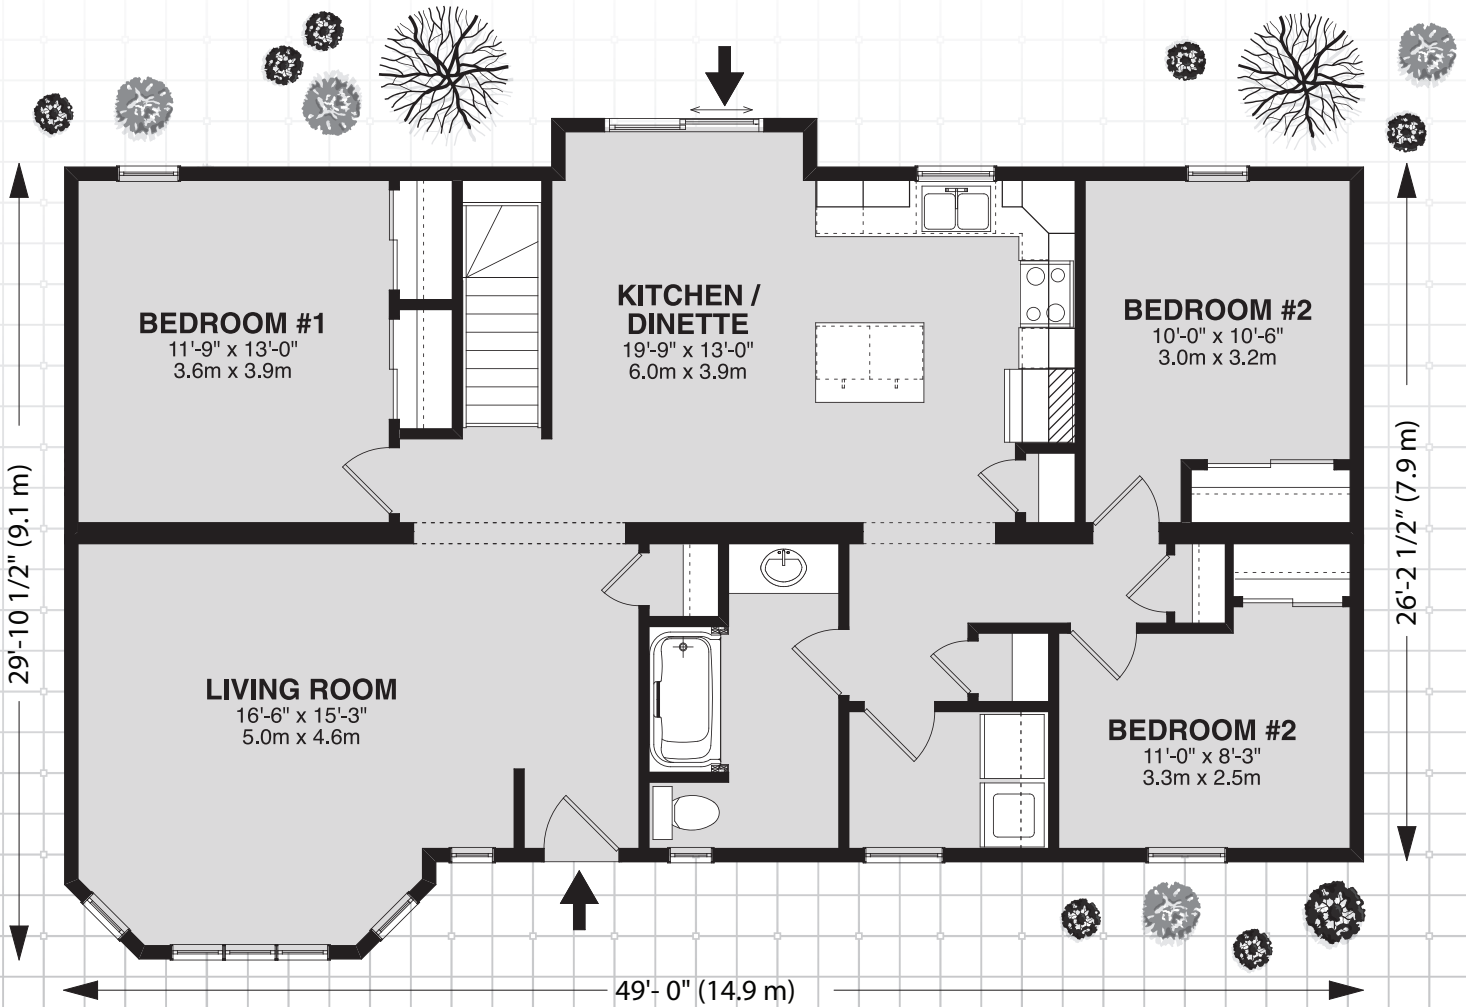 KITCHEN /
DINETTE
19'-9" x 13'-0"
6.0m x 3.9m
BEDROOM #1
11'-9" x 13'-0"
3.6m x 3.9m
BEDROOM #2
10'-0" x 10'-6"
3.0m x 3.2m
29'-10 1/2" (9.1 m)
26'-2 1/2" (7.9 m)
LIVING ROOM
16'-6" x 15'-3"
5.0m x 4.6m
BEDROOM #2
11'-0" x 8'-3"
3.3m x 2.5m
49'- 0" (14.9 m)